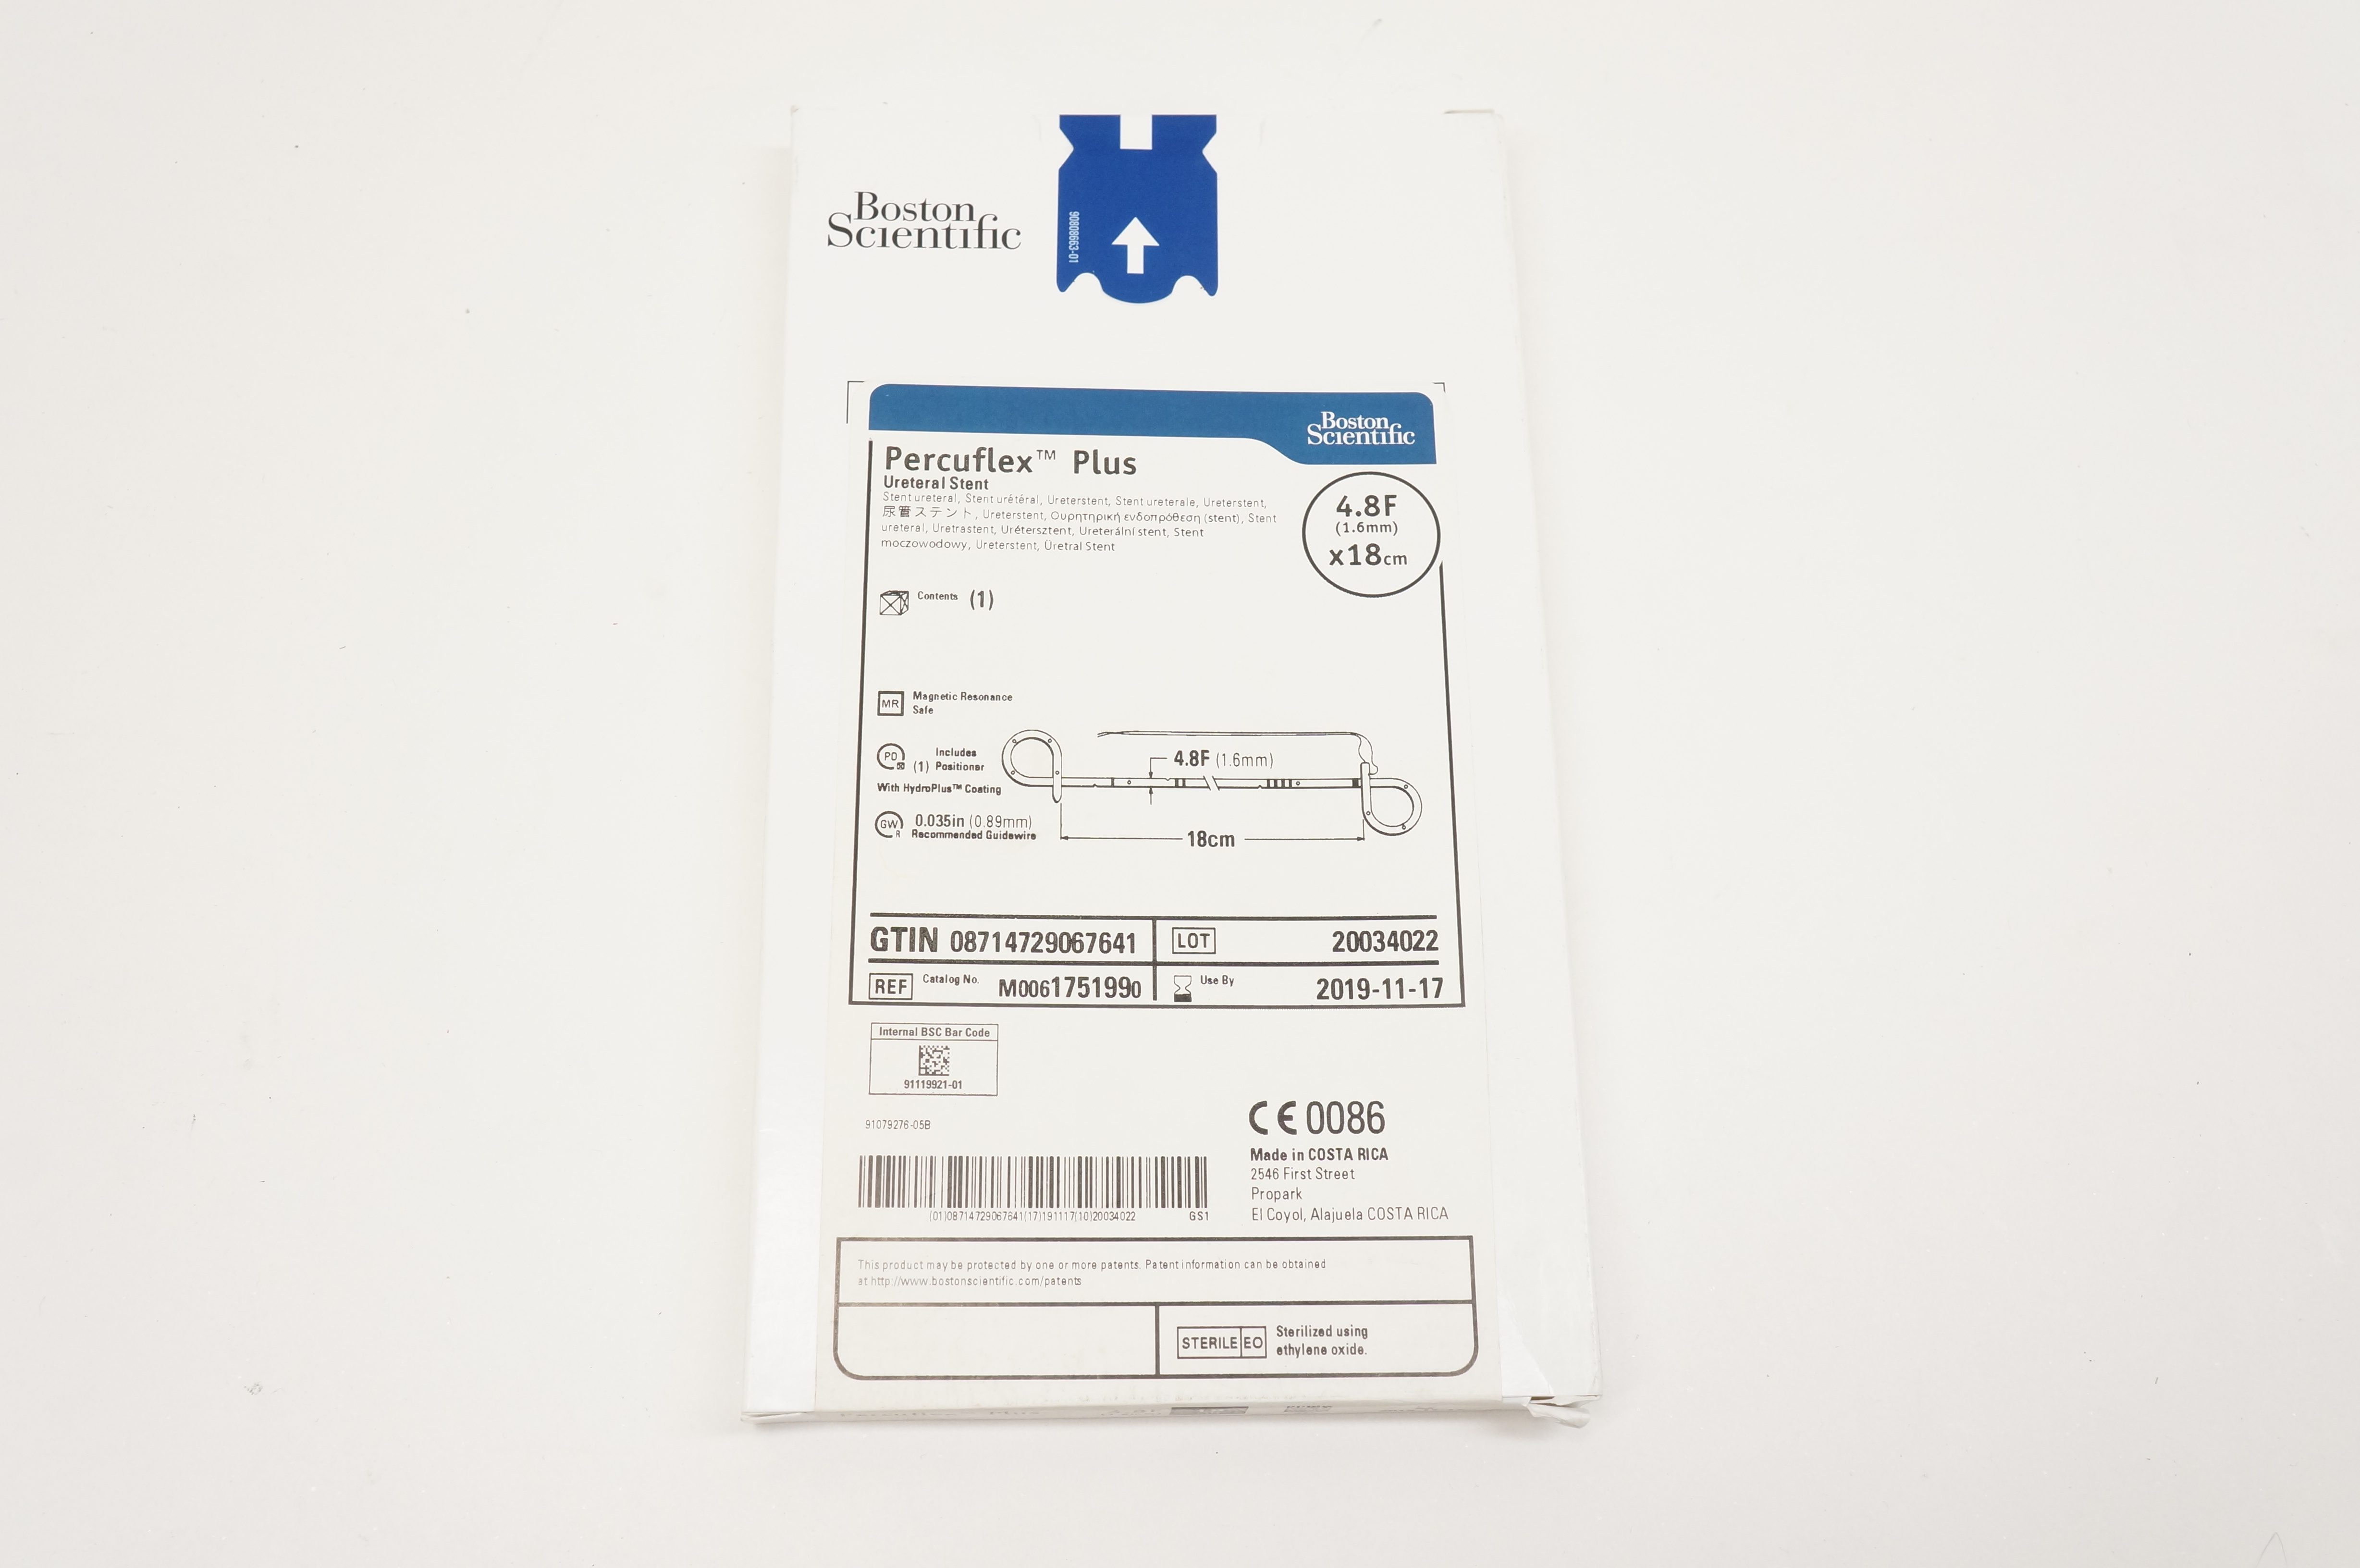 Boston
Scientific
90808663-01
Boston
Scientific
Percuflex™ Plus
Ureteral Stent
Stent ureteral, Stent urétéral, Ureterstent, Stent ureterale, Ureterstent,
尿管ステント, Ureterstent, Ουρητηρική ενδοπρόθεση (stent), Stent
ureteral, Uretrastent, Urétersztent, Ureterální stent, Stent
moczowodowy, Ureterstent, Üretral Stent
4.8F
(1.6mm)
x18cm
Contents (1)
MR Magnetic Resonance
Safe
PO Includes
(1) Positioner
With HydroPlus™ Coating
GW R 0.035in (0.89mm)
Recommended Guidewire
4.8F (1.6mm)
18cm
GTIN 08714729067641
LOT 20034022
REF Catalog No. M0061751990
Use By 2019-11-17
Internal BSC Bar Code
91119921-01
91079276-05B
(01)08714729067641(17)191117(10)20034022 GS1
CE 0086
Made in COSTA RICA
2546 First Street
Propark
El Coyol, Alajuela COSTA RICA
This product may be protected by one or more patents. Patent information can be obtained
at http://www.bostonscientific.com/patents
STERILE EO Sterilized using
ethylene oxide.